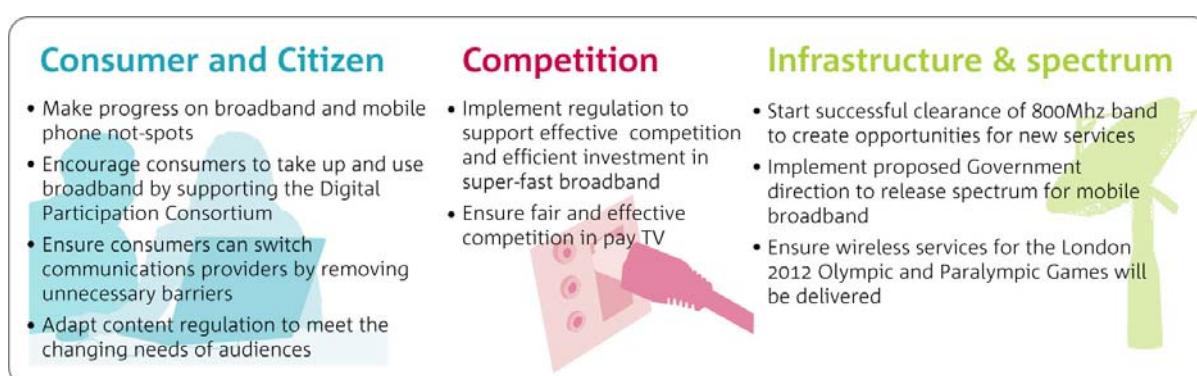 Consumer and Citizen
• Make progress on broadband and mobile
phone not-spots
• Encourage consumers to take up and use
broadband by supporting the Digital
Participation Consortium
• Ensure consumers can switch
communications providers by removing
unnecessary barriers
• Adapt content regulation to meet the
changing needs of audiences
Competition
• Implement regulation to
support effective competition
and efficient investment in
super-fast broadband
• Ensure fair and effective
competition in pay TV
Infrastructure & spectrum
• Start successful clearance of 800Mhz band
to create opportunities for new services
• Implement proposed Government
direction to release spectrum for mobile
broadband
• Ensure wireless services for the London
2012 Olympic and Paralympic Games will
be delivered